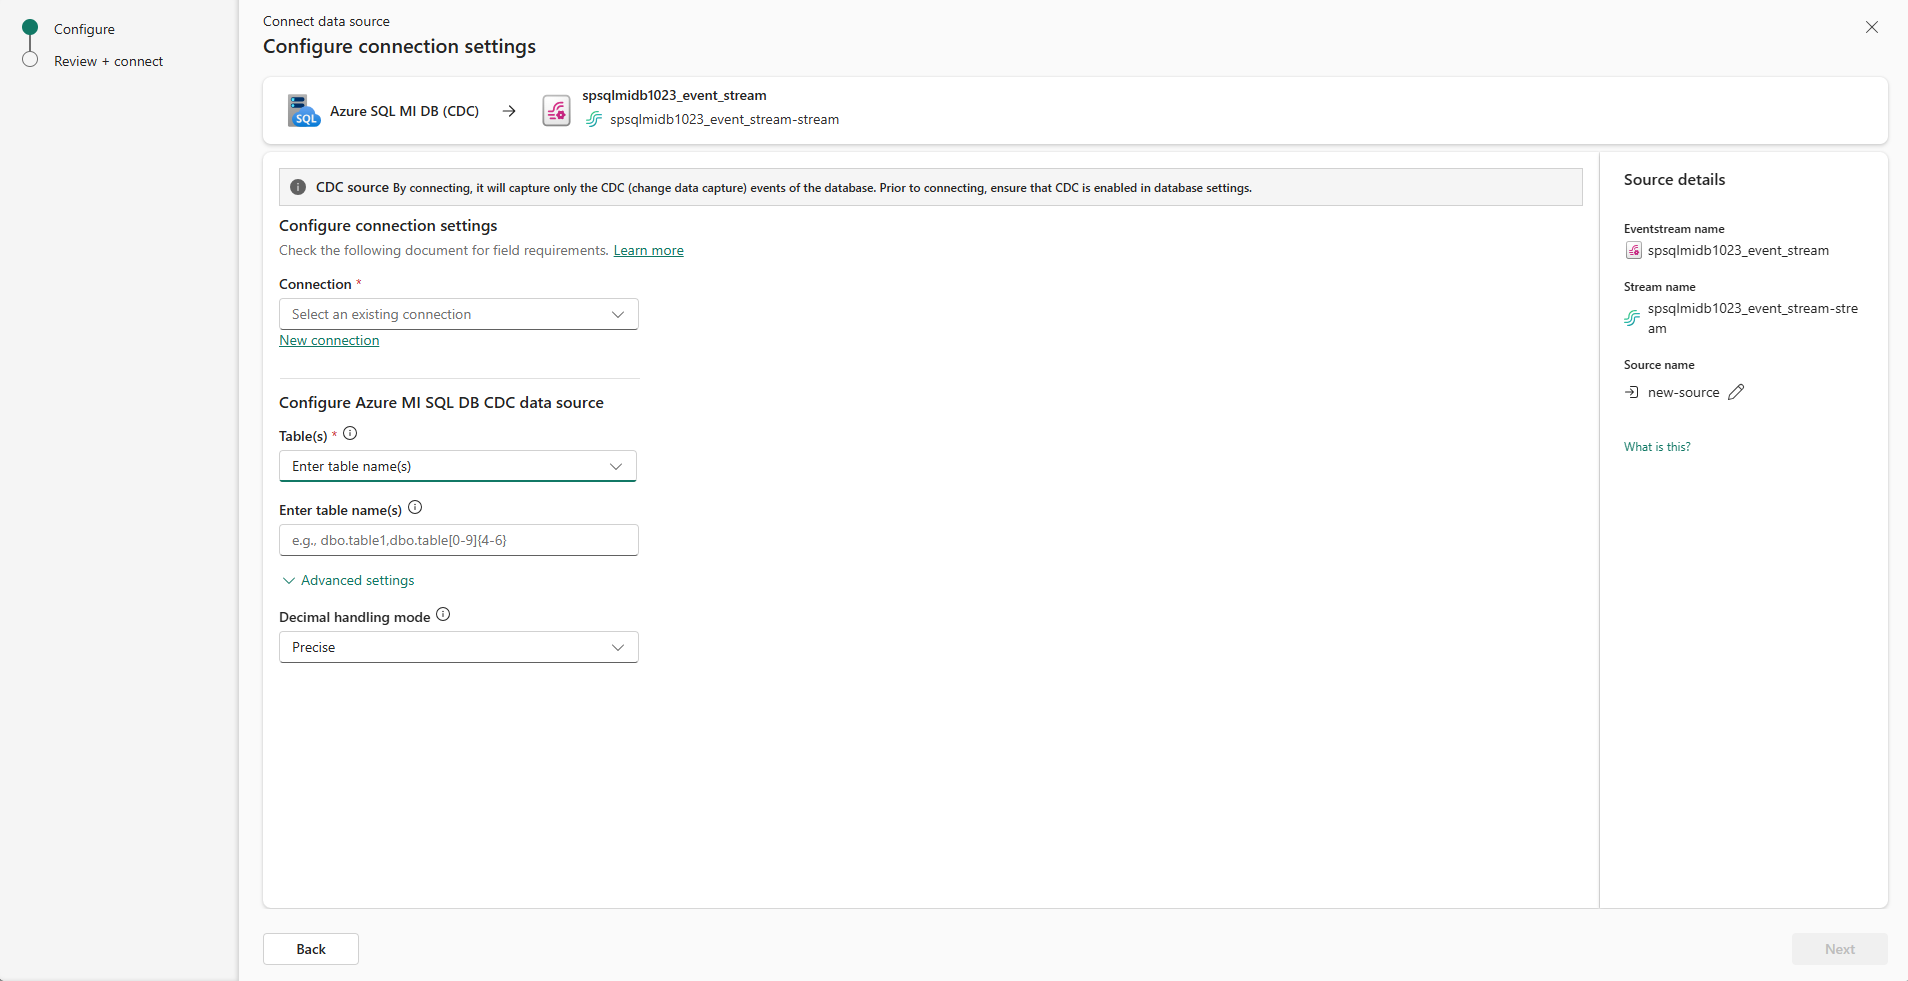 Configure
Review + connect
Connect data source
Configure connection settings
SQL
Azure SQL MI DB (CDC)
spsqlmidb1023_event_stream
spsqlmidb1023_event_stream-stream
CDC source By connecting, it will capture only the CDC (change data capture) events of the database. Prior to connecting, ensure that CDC is enabled in database settings.
Configure connection settings
Check the following document for field requirements. Learn more
Connection *
Select an existing connection
New connection
Configure Azure MI SQL DB CDC data source
Table(s) *
Enter table name(s)
Enter table name(s)
e.g., dbo.table1,dbo.table[0-9]{4-6}
Advanced settings
Decimal handling mode
Precise
Source details
Eventstream name
spsqlmidb1023_event_stream
Stream name
spsqlmidb1023_event_stream-stre
am
Source name
new-source
What is this?
Back
Next